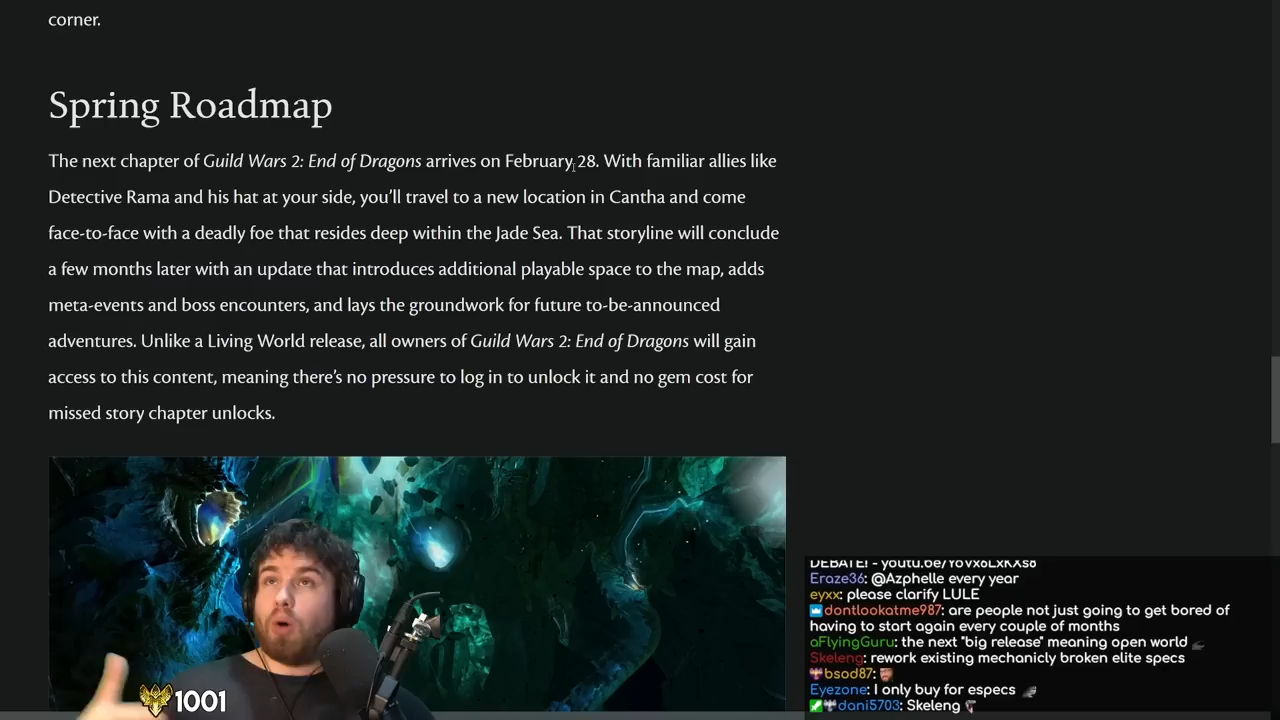 corner.
Spring Roadmap
The next chapter of Guild Wars 2: End of Dragons arrives on February 28. With familiar allies like
Detective Rama and his hat at your side, you'll travel to a new location in Cantha and come
face-to-face with a deadly foe that resides deep within the Jade Sea. That storyline will conclude
a few months later with an update that introduces additional playable space to the map, adds
meta-events and boss encounters, and lays the groundwork for future to-be-announced
adventures. Unlike a Living World release, all owners of Guild Wars 2: End of Dragons will gain
access to this content, meaning there's no pressure to log in to unlock it and no gem cost for
missed story chapter unlocks.
DEBATE! -
Eraze36: @Azphelle every year
eyxx: please clarify LULE
dontlookatme987: are people not just going to get bored of
having to start again every couple of months
aFlyingGuru: the next "big release" meaning open world
Skeleng: rework existing mechanicly broken elite specs
bsod87:
Eyezone: I only buy for especs
dani5703: Skeleng
1001